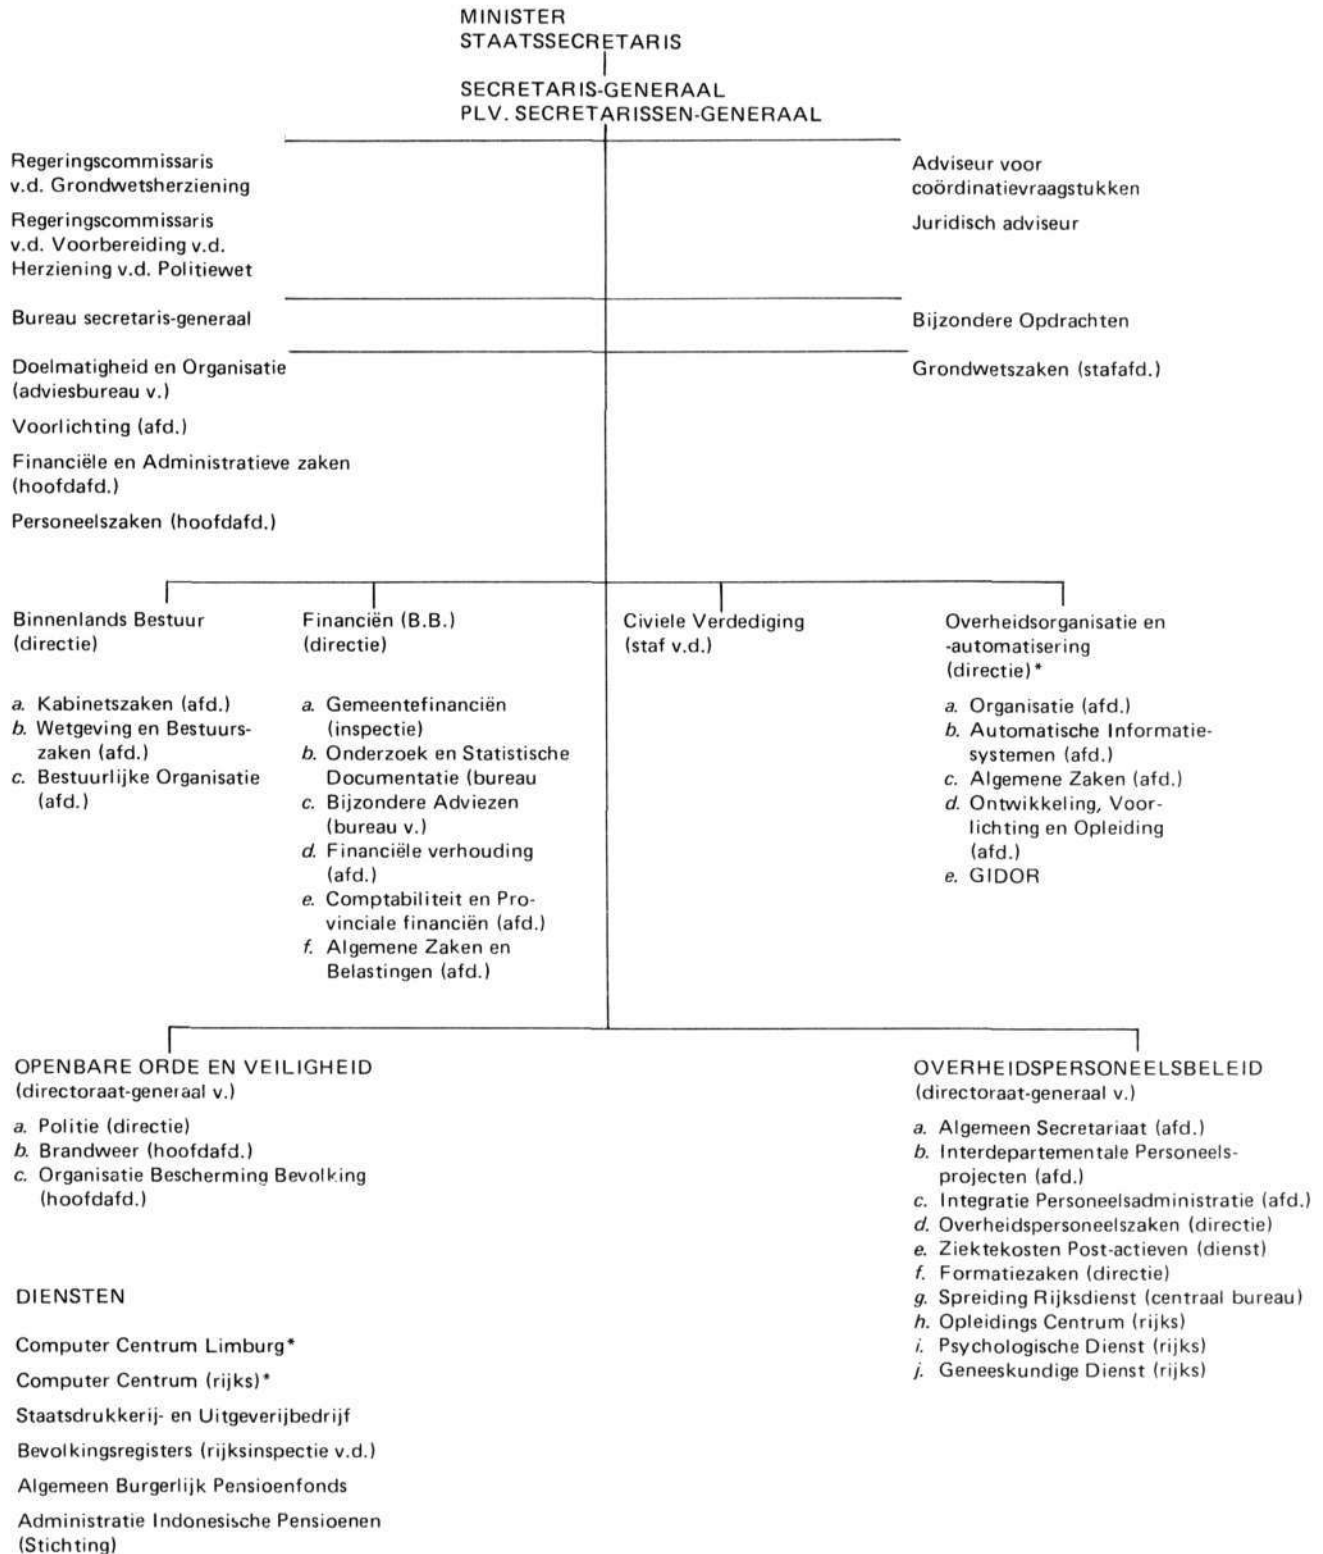 MINISTER
STAATSSECRETARIS
SECRETARIS-GENERAAL
PLV. SECRETARISSEN-GENERAAL
Regeringscommissaris
v.d. Grondwetsherziening
Regeringscommissaris
v.d. Voorbereiding v.d.
Herziening v.d. Politiewet
Adviseur voor
coördinatievraagstukken
Juridisch adviseur
Bureau secretaris-generaal
Bijzondere Opdrachten
Doelmatigheid en Organisatie
(adviesbureau v.)
Voorlichting (afd.)
Financiële en Administratieve zaken
(hoofdafd.)
Personeelszaken (hoofdafd.)
Grondwetszaken (stafafd.)
Binnenlands Bestuur
(directie)
a. Kabinetszaken (afd.)
b. Wetgeving en Bestuurs-
zaken (afd.)
c. Bestuurlijke Organisatie
(afd.)
Financiën (B.B.)
(directie)
a. Gemeentefinanciën
(inspectie)
b. Onderzoek en Statistische
Documentatie (bureau
c. Bijzondere Adviezen
(bureau v.)
d. Financiële verhouding
(afd.)
e. Comptabiliteit en Pro-
vinciale financiën (afd.)
f. Algemene Zaken en
Belastingen (afd.)
Civiele Verdediging
(staf v.d.)
Overheidsorganisatie en
-automatisering
(directie)*
a. Organisatie (afd.)
b. Automatische Informatie-
systemen (afd.)
c. Algemene Zaken (afd.)
d. Ontwikkeling, Voor-
lichting en Opleiding
(afd.)
e. GIDOR
OPENBARE ORDE EN VEILIGHEID
(directoraat-generaal v.)
a. Politie (directie)
b. Brandweer (hoofdafd.)
c. Organisatie Bescherming Bevolking
(hoofdafd.)
OVERHEIDSPERSONEELSBELEID
(directoraat-generaal v.)
a. Algemeen Secretariaat (afd.)
b. Interdepartementale Personeels-
projecten (afd.)
c. Integratie Personeelsadministratie (afd.)
d. Overheidspersoneelszaken (directie)
e. Ziektekosten Post-actieven (dienst)
f. Formatiezaken (directie)
g. Spreiding Rijksdienst (centraal bureau)
h. Opleidings Centrum (rijks)
i. Psychologische Dienst (rijks)
j. Geneeskundige Dienst (rijks)
DIENSTEN
Computer Centrum Limburg*
Computer Centrum (rijks)*
Staatsdrukkerij- en Uitgeverijbedrijf
Bevolkingsregisters (rijksinspectie v.d.)
Algemeen Burgerlijk Pensioenfonds
Administratie Indonesische Pensioenen
(Stichting)